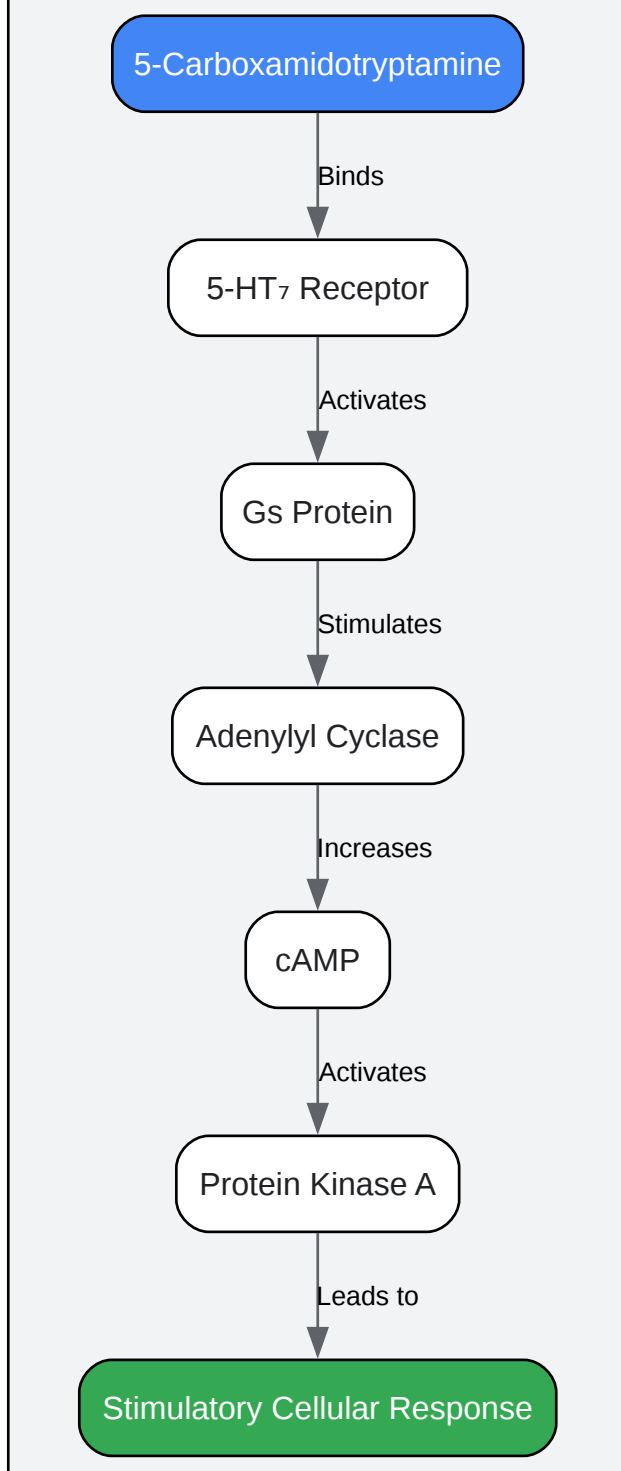 5-Carboxamidotryptamine
Binds
5-HT₇ Receptor
Activates
Gs Protein
Stimulates
Adenylyl Cyclase
Increases
cAMP
Activates
Protein Kinase A
Leads to
Stimulatory Cellular Response